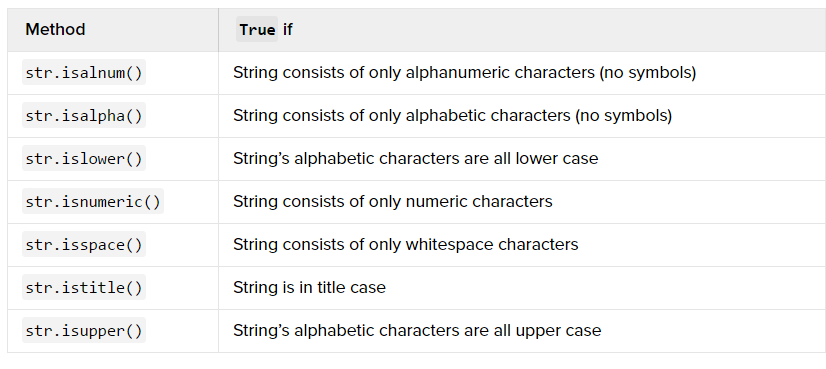 Method True if
str.isalnum() String consists of only alphanumeric characters (no symbols)
str.isalpha() String consists of only alphabetic characters (no symbols)
str.islower() String’s alphabetic characters are all lower case
str.isnumeric() String consists of only numeric characters
str.isspace() String consists of only whitespace characters
str.istitle() String is in title case
str.isupper() String’s alphabetic characters are all upper case